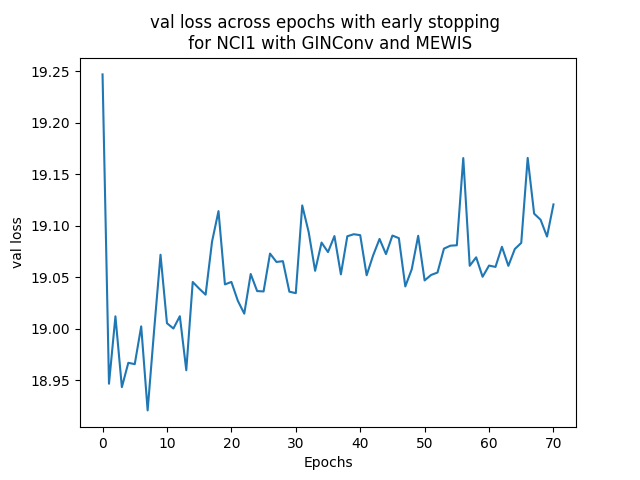 val loss across epochs with early stopping
for NCI1 with GINConv and MEWIS
19.25
19.20
19.15
19.10
19.05
19.00
18.95
val loss
0 10 20 30 40 50 60 70
Epochs